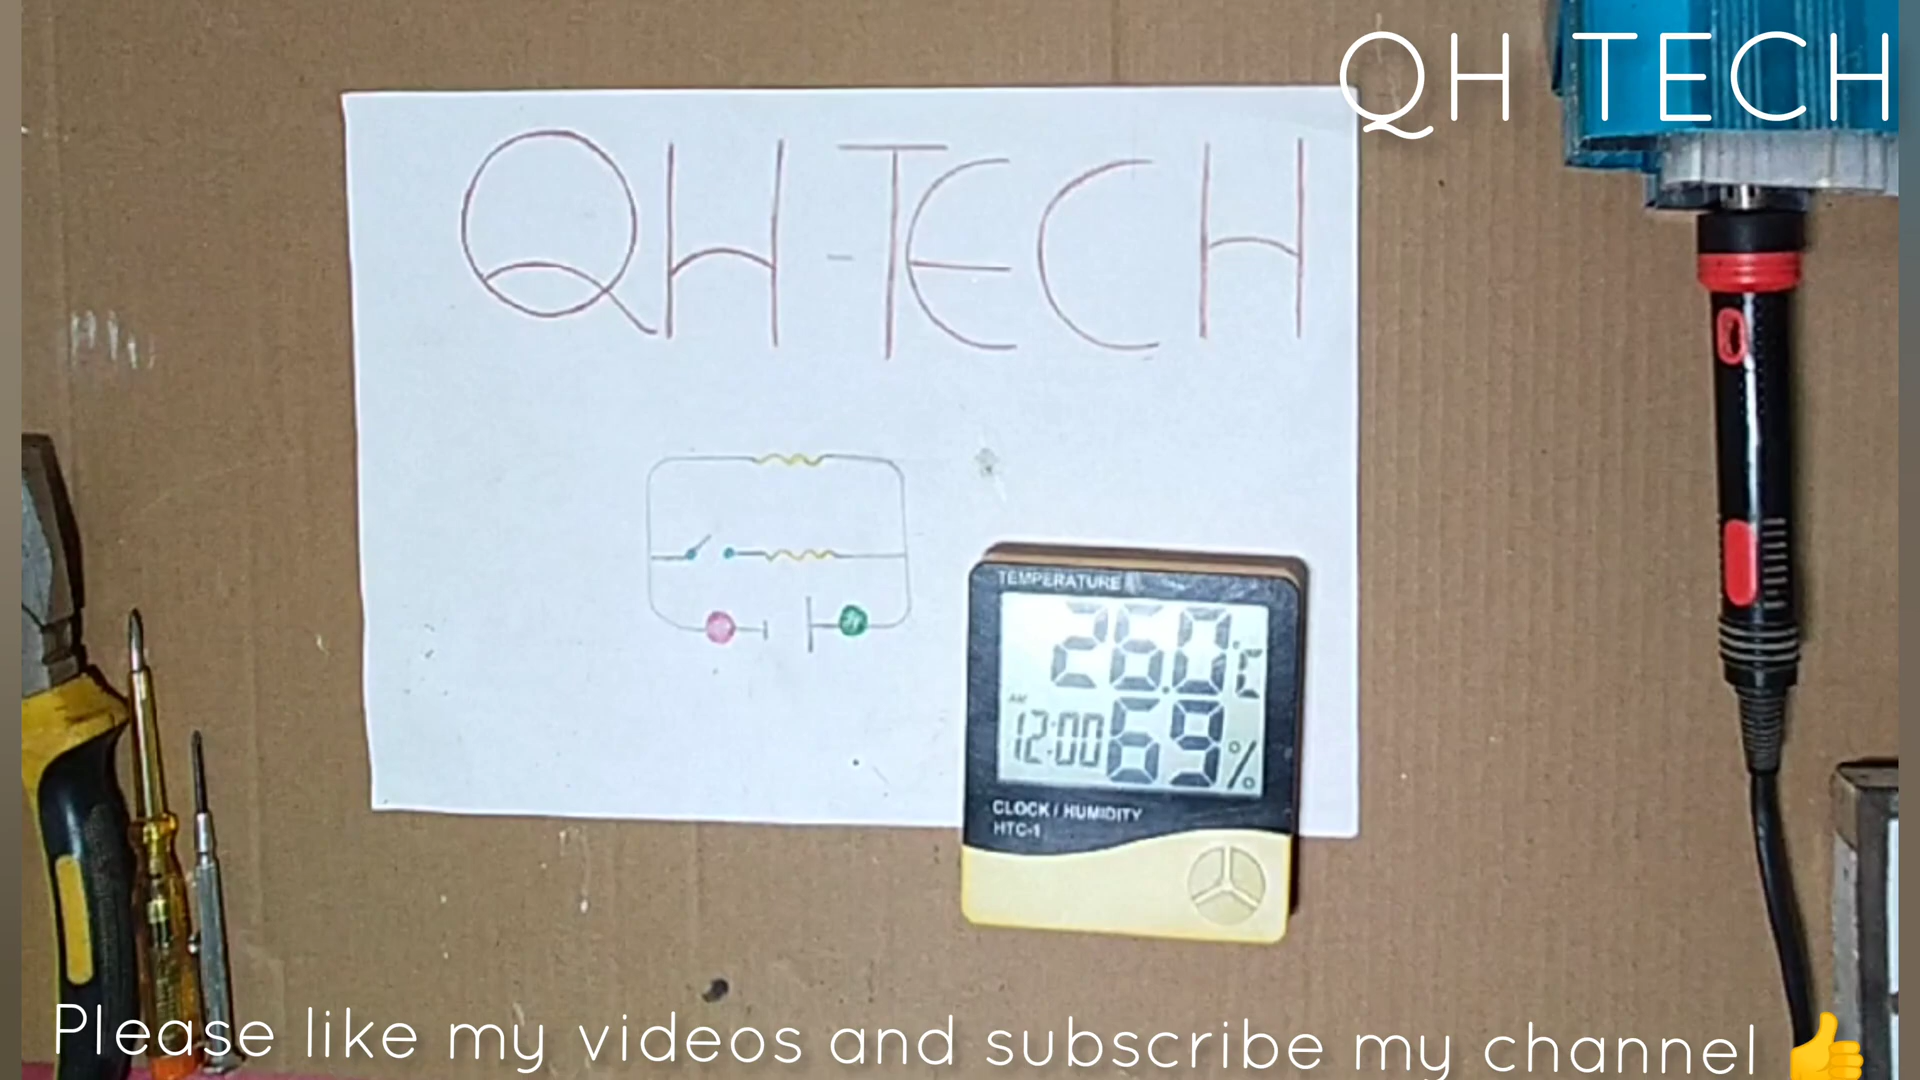 QH TECH
QH-TECH
TEMPERATURE
26.0°C
AM
12:00 69%
CLOCK / HUMIDITY
HTC-1
Please like my videos and subscribe my channel 👍